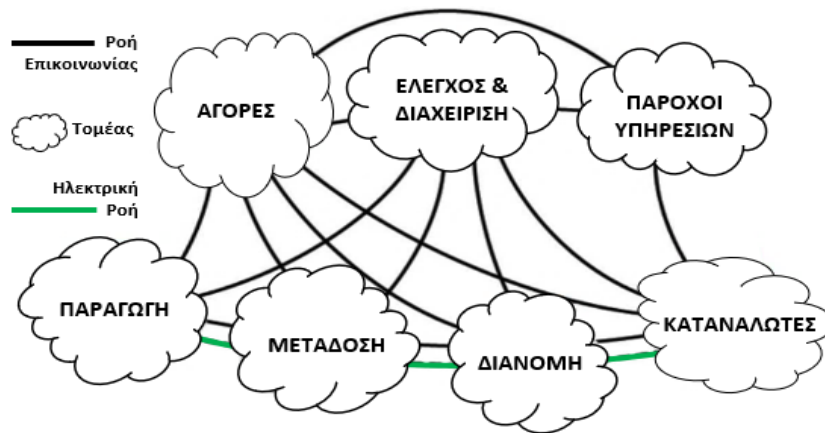 Ροή
Επικοινωνίας
Τομέας
Ηλεκτρική
Ροή
ΑΓΟΡΕΣ
ΕΛΕΓΧΟΣ &
ΔΙΑΧΕΙΡΙΣΗ
ΠΑΡΟΧΟΙ
ΥΠΗΡΕΣΙΩΝ
ΠΑΡΑΓΩΓΗ
ΜΕΤΑΔΟΣΗ
ΔΙΑΝΟΜΗ
ΚΑΤΑΝΑΛΩΤΕΣ